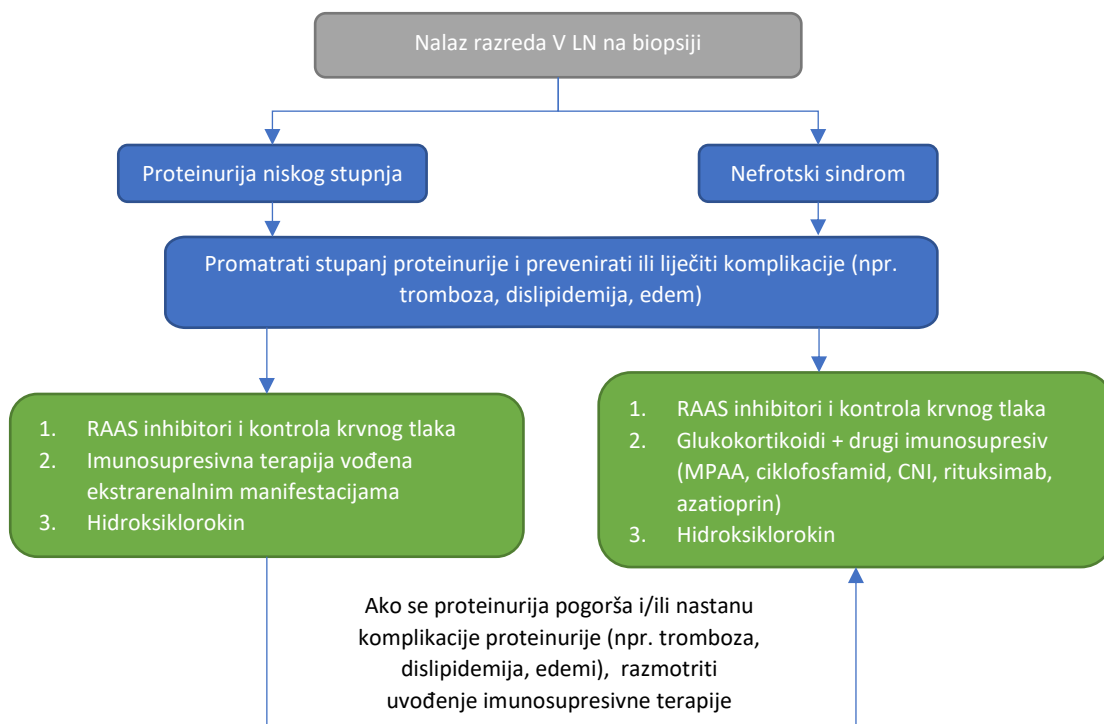 Nalaz razreda V LN na biopsiji
Proteinurija niskog stupnja
Nefrotski sindrom
Promatrati stupanj proteinurije i prevenirati ili liječiti komplikacije (npr.
tromboza, dislipidemija, edem)
1. RAAS inhibitori i kontrola krvnog tlaka
2. Imunosupresivna terapija vođena
ekstrarenalnim manifestacijama
3. Hidroksiklorokin
1. RAAS inhibitori i kontrola krvnog tlaka
2. Glukokortikoidi + drugi imunosupresiv
(MPAA, ciklofosfamid, CNI, rituksimab,
azatioprin)
3. Hidroksiklorokin
Ako se proteinurija pogorša i/ili nastanu
komplikacije proteinurije (npr. tromboza,
dislipidemija, edemi), razmotriti
uvođenje imunosupresivne terapije